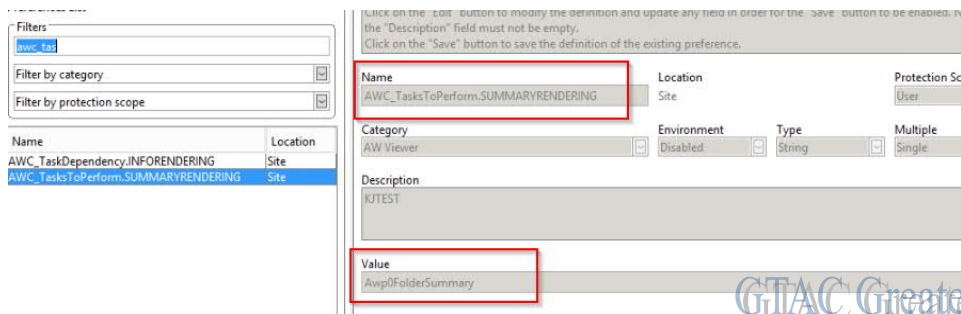 Preferences List
Click on the "Edit" button to modify the definition and update any field in order for the "Save" button to be enabled.
the "Description" field must not be empty.
Click on the "Save" button to save the definition of the existing preference.
Filters
awc_tas
Filter by category
Filter by protection scope
Name Location
AWC_TaskDependency.INFORENDERING Site
AWC_TasksToPerform.SUMMARYRENDERING Site
Name Location Protection Sc
AWC_TasksToPerform.SUMMARYRENDERING Site User
Category Environment Type Multiple
AW Viewer Disabled String Single
Description
KJTEST
Value
Awp0FolderSummary
GTAC Create